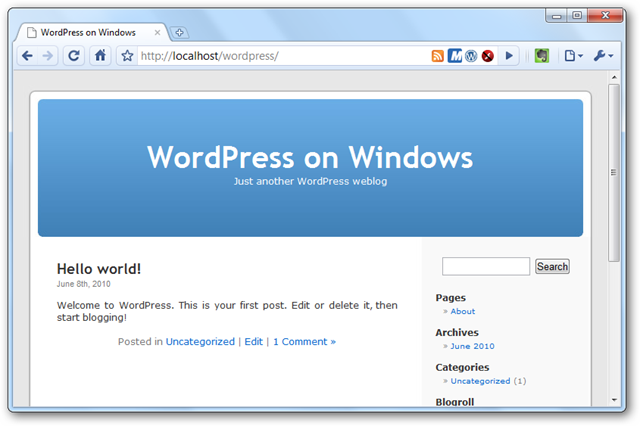 WordPress on Windows
http://localhost/wordpress/
WordPress on Windows
Just another WordPress weblog
Hello world!
June 8th, 2010
Welcome to WordPress. This is your first post. Edit or delete it, then
start blogging!
Posted in Uncategorized | Edit | 1 Comment »
Search
Pages
» About
Archives
» June 2010
Categories
» Uncategorized (1)
Blogroll